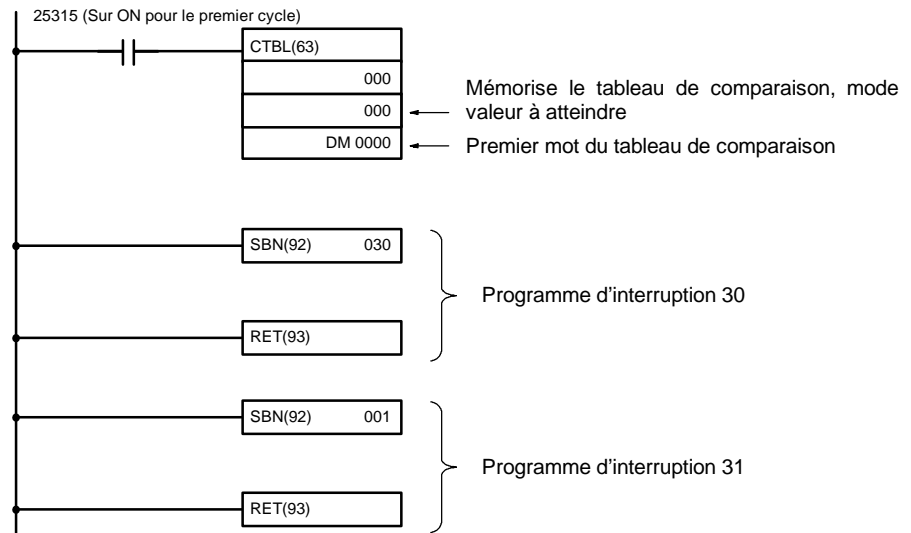 25315 (Sur ON pour le premier cycle)
CTBL(63)
000
000
Mémorise le tableau de comparaison, mode
valeur à atteindre
DM 0000
Premier mot du tableau de comparaison
SBN(92) 030
Programme d'interruption 30
RET(93)
SBN(92) 001
Programme d'interruption 31
RET(93)